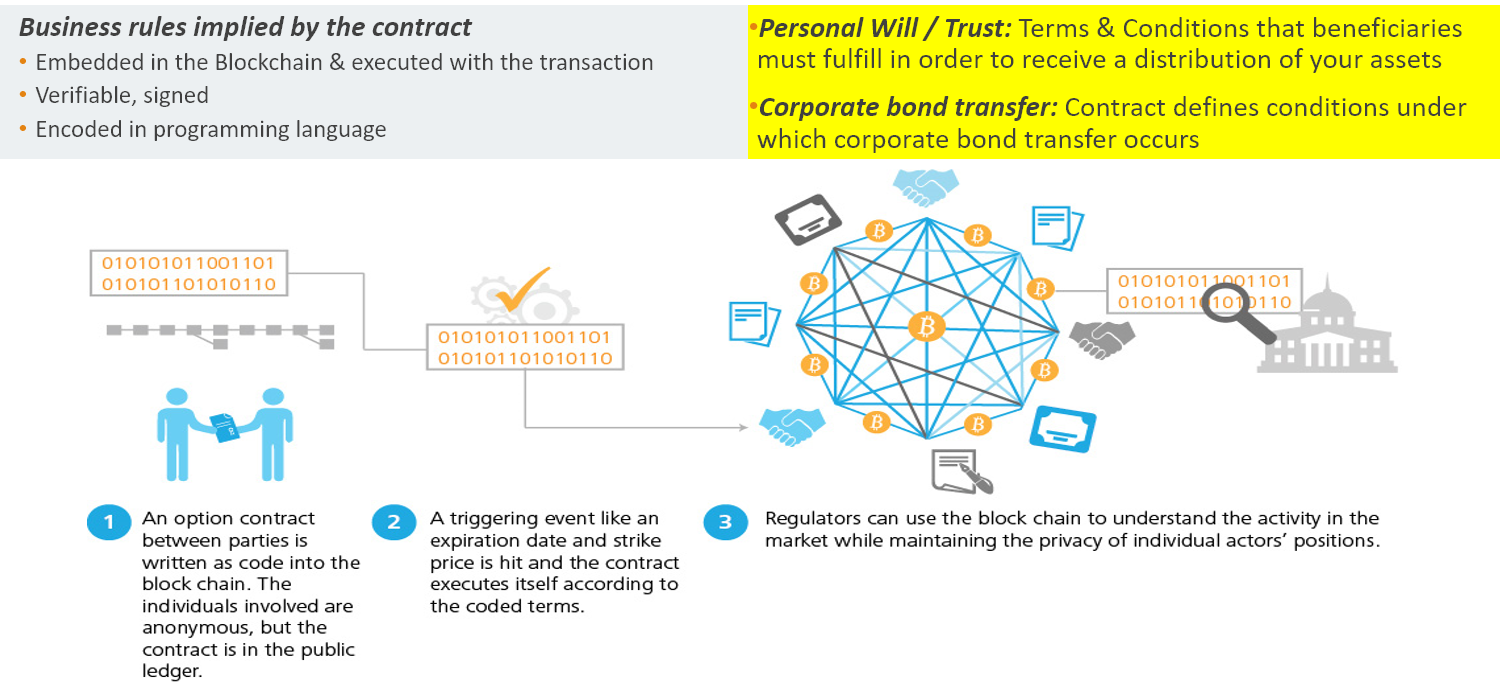 Business rules implied by the contract
• Embedded in the Blockchain & executed with the transaction
• Verifiable, signed
• Encoded in programming language
•Personal Will / Trust: Terms & Conditions that beneficiaries
must fulfill in order to receive a distribution of your assets
•Corporate bond transfer: Contract defines conditions under
which corporate bond transfer occurs
010101011001101
010101101010110
010101011001101
010101101010110
010101011001101
010101101010110
1
An option contract
between parties is
written as code into the
block chain. The
individuals involved are
anonymous, but the
contract is in the public
ledger.
2
A triggering event like an
expiration date and strike
price is hit and the contract
executes itself according to
the coded terms.
3
Regulators can use the block chain to understand the activity in the
market while maintaining the privacy of individual actors’ positions.